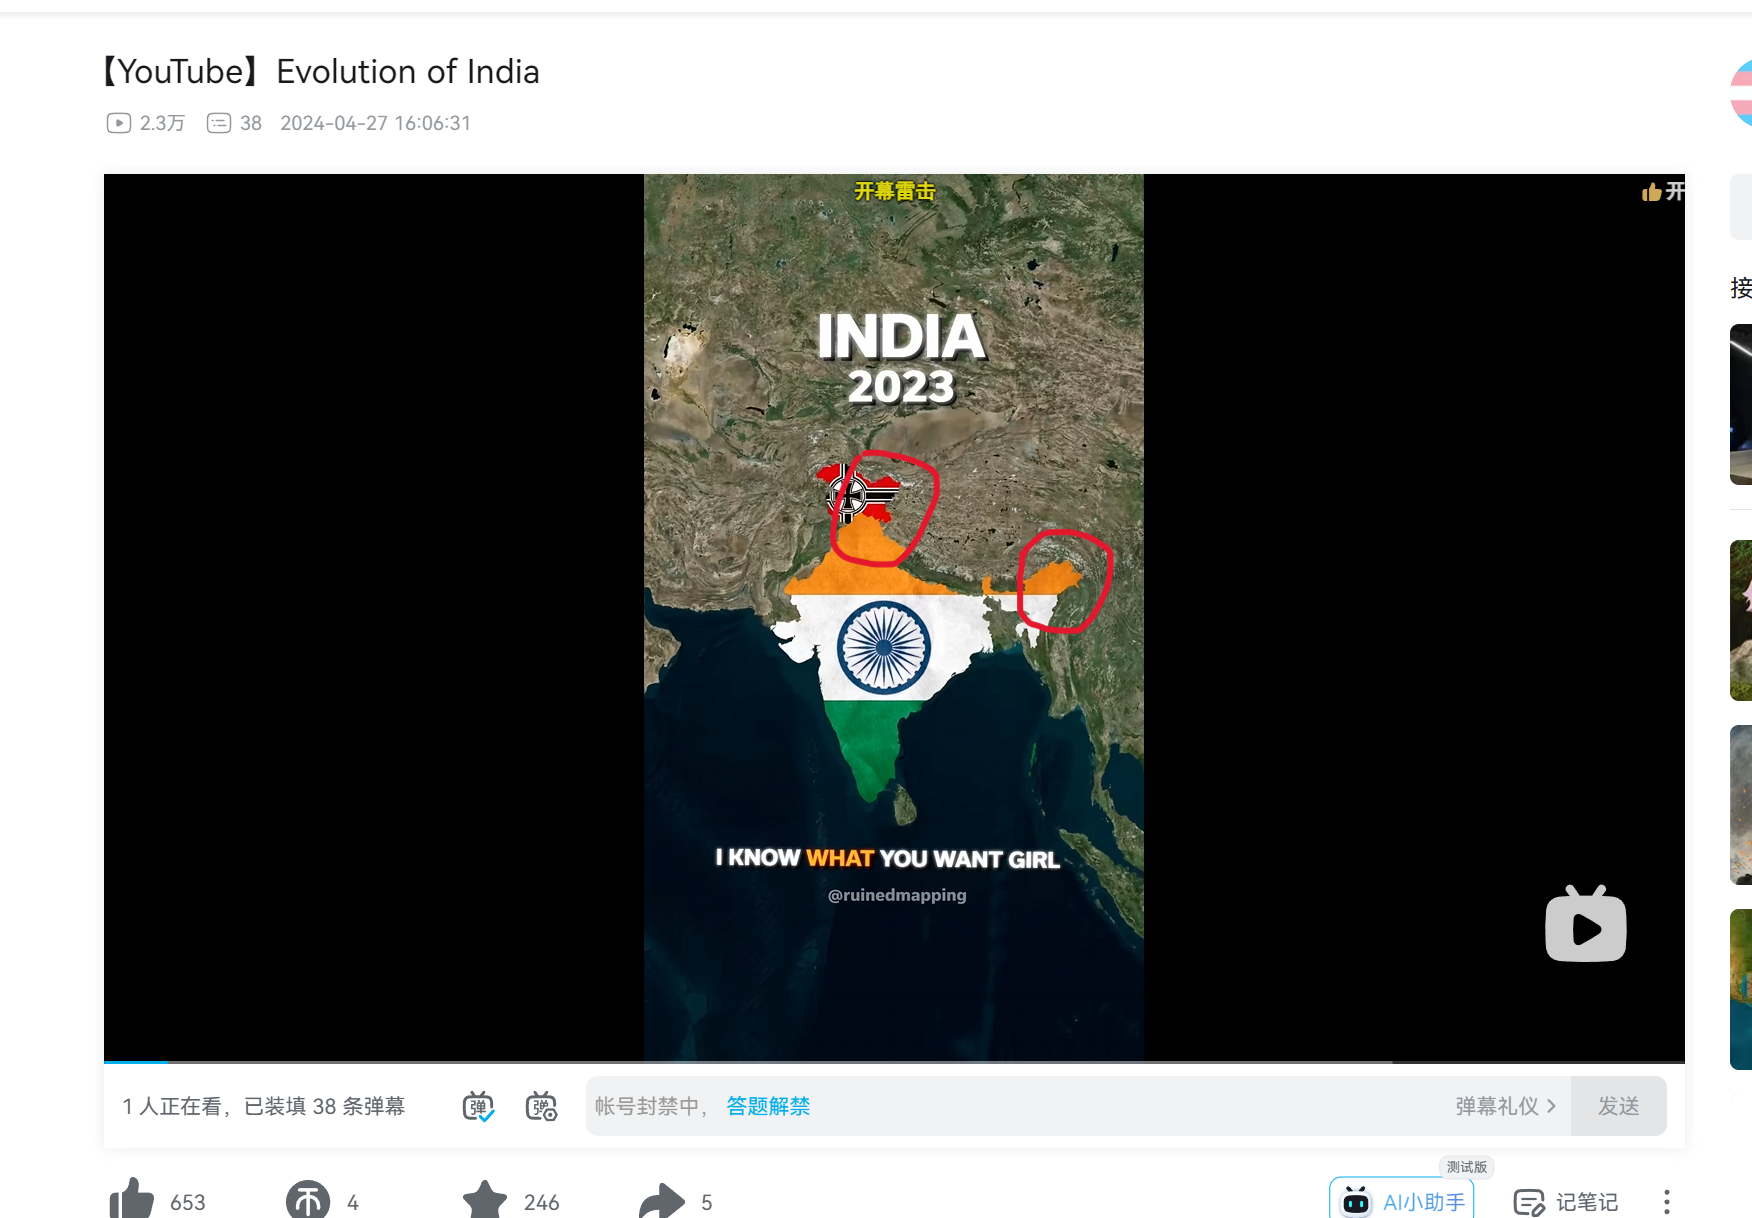 【YouTube】Evolution of India
2.3万 38 2024-04-27 16:06:31
开幕雷击
开
INDIA
2023
I KNOW WHAT YOU WANT GIRL
@ruinedmapping
接
1 人正在看，已装填 38 条弹幕
弹 弹
帐号封禁中， 答题解禁
弹幕礼仪
发送
653 4 246 5
测试版
AI小助手
记笔记